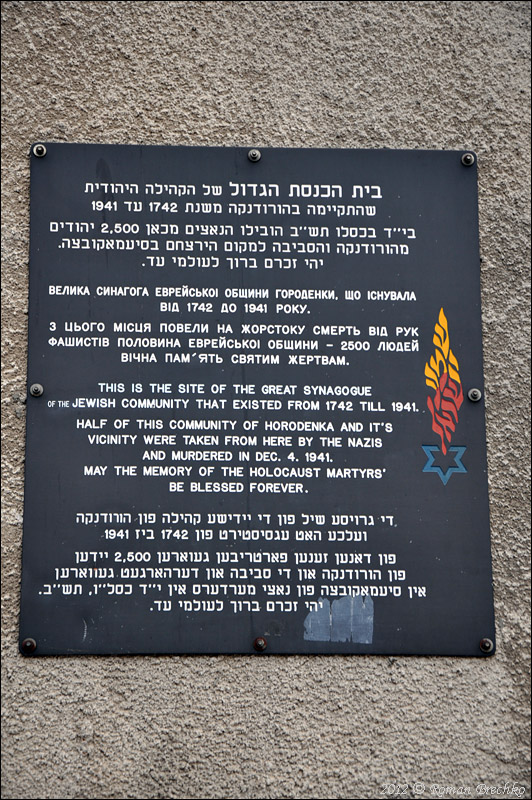 בית הכנסת הגדול של הקהילה היהודית
שהתקיימה בהורודנקה משנת 1742 עד 1941
בי״ד בכסלו תש״ב הובילו הנאצים מכאן 2,500 יהודים
מהורודנקה והסביבה למקום הירצחם בסיעמאקובצה.
יהי זכרם ברוך לעולמי עד.
ВЕЛИКА СИНАГОГА ЕВРЕЙСЬКОЇ ОБЩИНИ ГОРОДЕНКИ, ЩО ІСНУВАЛА
ВІД 1742 ДО 1941 РОКУ.
З ЦЬОГО МІСЦЯ ПОВЕЛИ НА ЖОРСТОКУ СМЕРТЬ ВІД РУК
ФАШИСТІВ ПОЛОВИНА ЕВРЕЙСЬКОЇ ОБЩИНИ – 2500 ЛЮДЕЙ
ВІЧНА ПАМ´ЯТЬ СВЯТИМ ЖЕРТВАМ.
THIS IS THE SITE OF THE GREAT SYNAGOGUE
OF THE JEWISH COMMUNITY THAT EXISTED FROM 1742 TILL 1941.
HALF OF THIS COMMUNITY OF HORODENKA AND IT'S
VICINITY WERE TAKEN FROM HERE BY THE NAZIS
AND MURDERED IN DEC. 4. 1941.
MAY THE MEMORY OF THE HOLOCAUST MARTYRS'
BE BLESSED FOREVER.
די גרויסע שיל פון די יידישע קהילה פון הורודנקה
וועלכע האט עגסיסטירט פון 1742 ביז 1941
פון דאנען זענען פארטריבען געווארען 2,500 יידען
פון הורודנקה און די סביבה און דערהארגעט געווארען
אין סיעמאקובצה פון נאצי מערדערס אין י״ד כסל״ו, תש״ב.
יהי זכרם ברוך לעולמי עד.
2012 © Roman Brechko